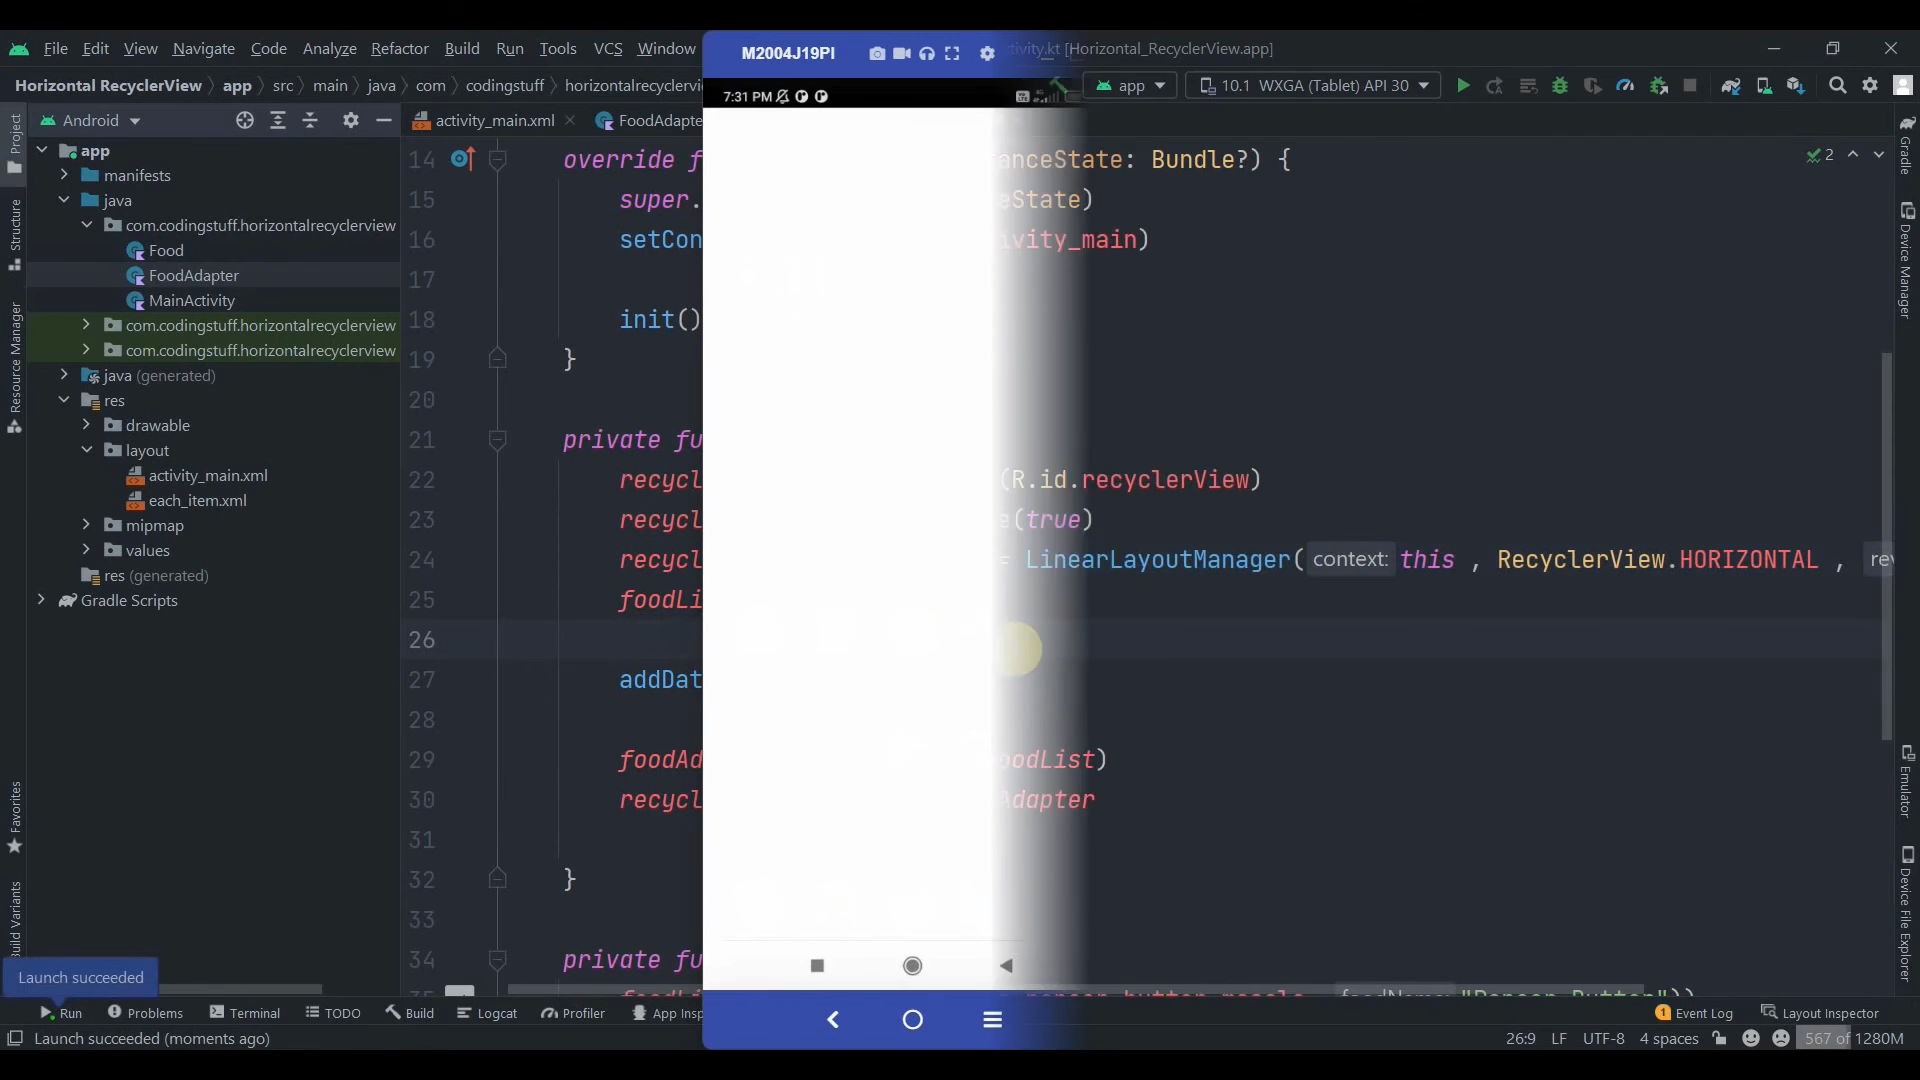 File Edit View Navigate Code Analyze Refactor Build Run Tools VCS Window
M2004J19PI
[Horizontal_RecyclerView.app]
Horizontal RecyclerView app src main java com codingstuff horizontalrecyclervi
app 10.1 WXGA (Tablet) API 30
7:31 PM
Android
activity_main.xml
FoodAdapte
Project
Structure
Resource Manager
Favorites
Build Variants
app
manifests
java
com.codingstuff.horizontalrecyclerview
Food
FoodAdapter
MainActivity
com.codingstuff.horizontalrecyclerview
com.codingstuff.horizontalrecyclerview
java (generated)
res
drawable
layout
activity_main.xml
each_item.xml
mipmap
values
res (generated)
Gradle Scripts
14 override f anceState: Bundle?) {
15 super. eState)
16 setCon ivity_main)
17
18 init()
19 }
20
21 private fu
22 recycl (R.id.recyclerView)
23 recycl e(true)
24 recycl = LinearLayoutManager( context: this , RecyclerView.HORIZONTAL , rev
25 foodLi
26
27 addDat
28
29 foodAd oodList)
30 recycl Adapter
31
32 }
33
34 private fu
2
Gradle
Device Manager
Emulator
Device File Explorer
Launch succeeded
Run Problems Terminal TODO Build Logcat Profiler App Insp
1 Event Log Layout Inspector
Launch succeeded (moments ago)
26:9 LF UTF-8 4 spaces 567 of 1280M